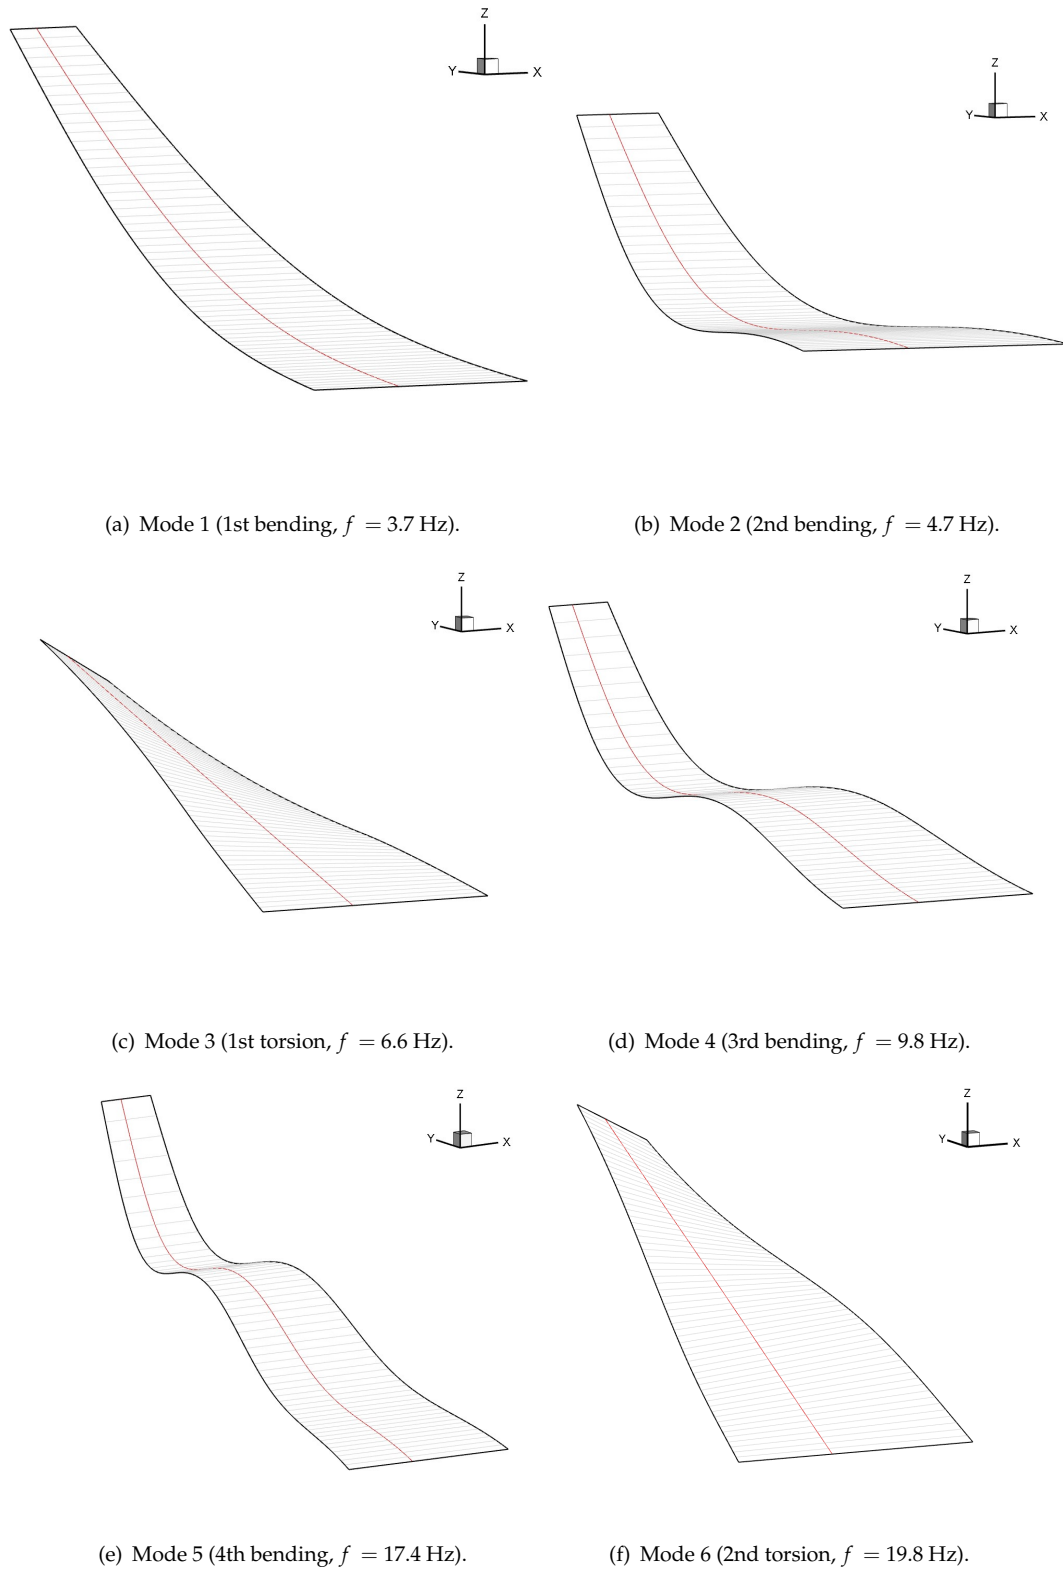 Z
Y X
Z
Y X
(a) Mode 1 (1st bending, f = 3.7 Hz).
(b) Mode 2 (2nd bending, f = 4.7 Hz).
Z
Y X
Z
Y X
(c) Mode 3 (1st torsion, f = 6.6 Hz).
(d) Mode 4 (3rd bending, f = 9.8 Hz).
Z
Y X
Z
Y X
(e) Mode 5 (4th bending, f = 17.4 Hz).
(f) Mode 6 (2nd torsion, f = 19.8 Hz).